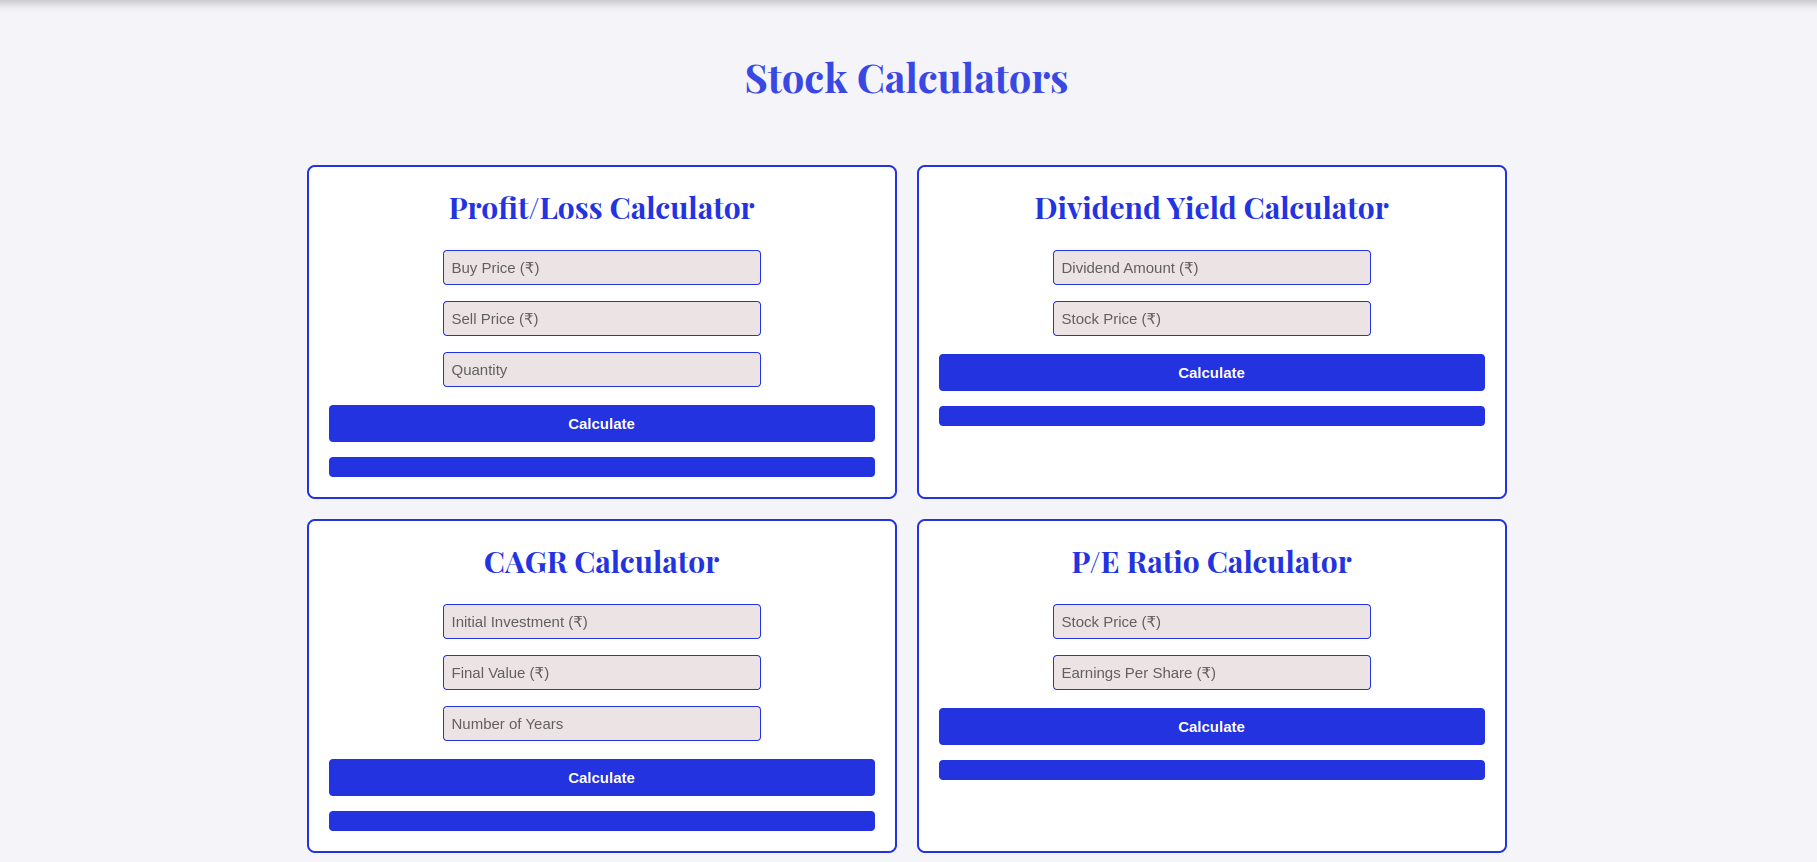 Stock Calculators
Profit/Loss Calculator
Buy Price (₹)
Sell Price (₹)
Quantity
Calculate
Dividend Yield Calculator
Dividend Amount (₹)
Stock Price (₹)
Calculate
CAGR Calculator
Initial Investment (₹)
Final Value (₹)
Number of Years
Calculate
P/E Ratio Calculator
Stock Price (₹)
Earnings Per Share (₹)
Calculate